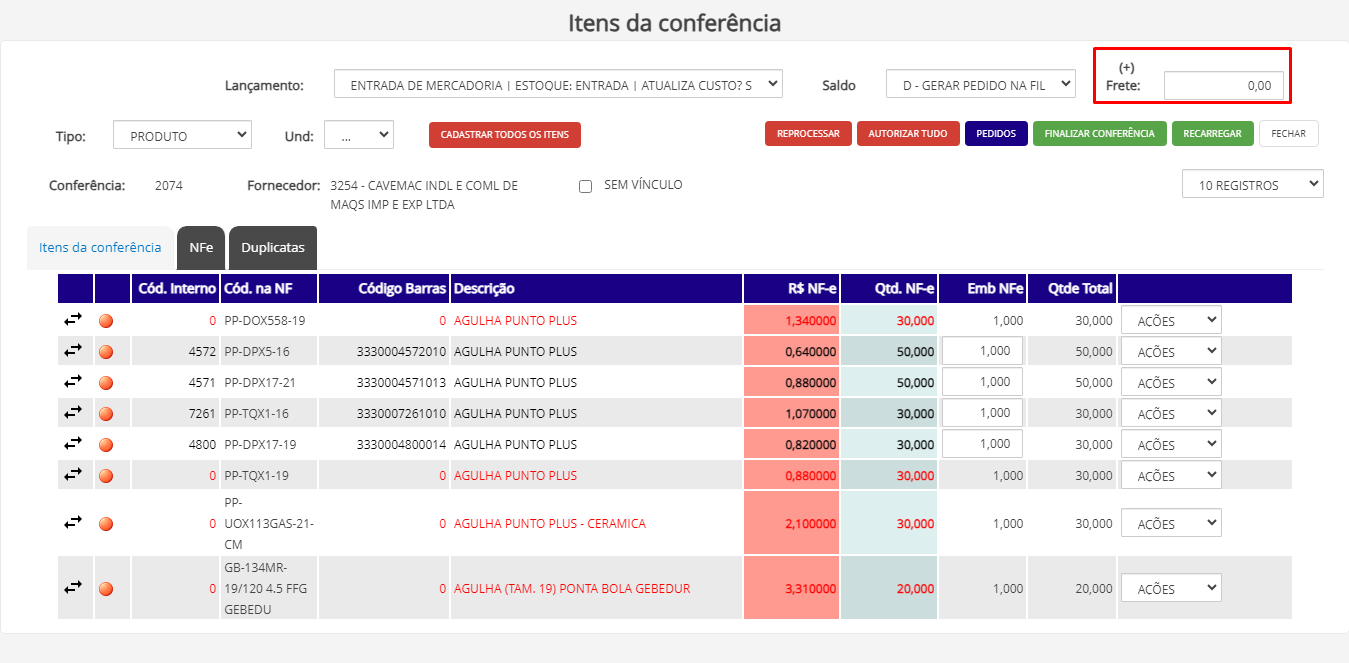 Itens da conferência
Lançamento: ENTRADA DE MERCADORIA | ESTOQUE: ENTRADA | ATUALIZA CUSTO? S Saldo D - GERAR PEDIDO NA FIL (+) Frete: 0,00
Tipo: PRODUTO Und: ... CADASTRAR TODOS OS ITENS REPROCESSAR AUTORIZAR TUDO PEDIDOS FINALIZAR CONFERÊNCIA RECARREGAR FECHAR
Conferência: 2074 Fornecedor: 3254 - CAVEMAC INDL E COML DE SEM VÍNCULO 10 REGISTROS
MAQS IMP E EXP LTDA
Itens da conferência NFe Duplicatas
Cód. Interno Cód. na NF Código Barras Descrição R$ NF-e Qtd. NF-e Emb NFe Qtde Total
0 PP-DOX558-19 0 AGULHA PUNTO PLUS 1,340000 30,000 1,000 30,000 AÇÕES
4572 PP-DPX5-16 3330004572010 AGULHA PUNTO PLUS 0,640000 50,000 1,000 50,000 AÇÕES
4571 PP-DPX17-21 3330004571013 AGULHA PUNTO PLUS 0,880000 50,000 1,000 50,000 AÇÕES
7261 PP-TQX1-16 3330007261010 AGULHA PUNTO PLUS 1,070000 30,000 1,000 30,000 AÇÕES
4800 PP-DPX17-19 3330004800014 AGULHA PUNTO PLUS 0,820000 30,000 1,000 30,000 AÇÕES
0 PP-TQX1-19 0 AGULHA PUNTO PLUS 0,880000 30,000 1,000 30,000 AÇÕES
PP-
0 UOX113GAS-21- 0 AGULHA PUNTO PLUS - CERAMICA 2,100000 30,000 1,000 30,000 AÇÕES
CM
GB-134MR-
0 19/120 4.5 FFG 0 AGULHA (TAM. 19) PONTA BOLA GEBEDUR 3,310000 20,000 1,000 20,000 AÇÕES
GEBEDU